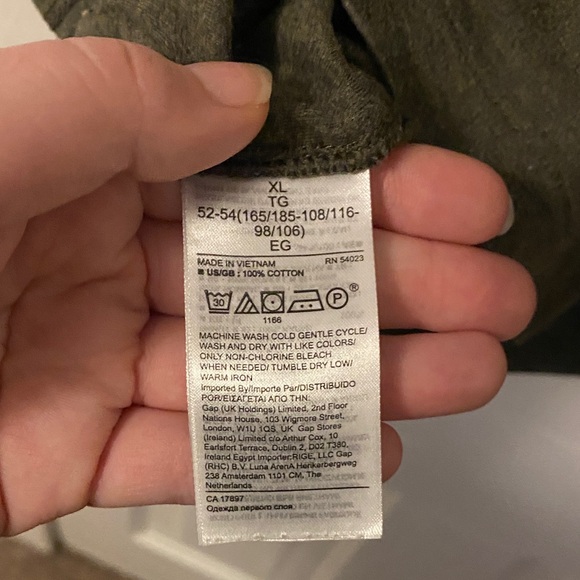 XL
TG
52-54(165/185-108/116-
98/106)
EG
MADE IN VIETNAM RN 54023
■ US/GB : 100% COTTON
30 P ®
1166
MACHINE WASH COLD GENTLE CYCLE/
WASH AND DRY WITH LIKE COLORS/
ONLY NON-CHLORINE BLEACH
WHEN NEEDED/ TUMBLE DRY LOW/
WARM IRON
Imported By/Importe Par/DISTRIBUIDO
POR/ΕΙΣΑΓΕΤΑΙ ΑΠΟ ΤΗΝ:
Gap (UK Holdings) Limited, 2nd Floor
Nations House, 103 Wigmore Street,
London, W1U 1QS, UK Gap Stores
(Ireland) Limited c/o Arthur Cox, 10
Earlsfort Terrace, Dublin 2, D02 T380,
Ireland Egypt Importer:RIGE, LLC Gap
(RHC) B.V. Luna ArenA Herikerbergweg
238 Amsterdam 1101 CM, The
Netherlands
CA 17897
Одежда первого слоя